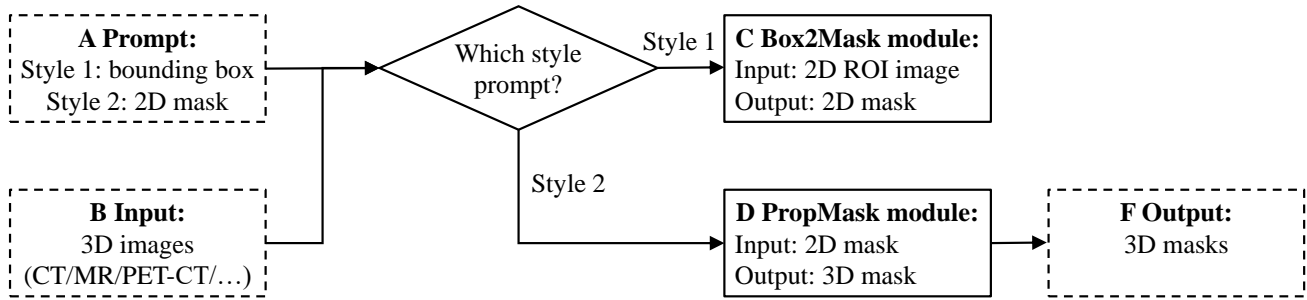 A Prompt:
Style 1: bounding box
Style 2: 2D mask
Which style
prompt?
Style 1
C Box2Mask module:
Input: 2D ROI image
Output: 2D mask
B Input:
3D images
(CT/MR/PET-CT/…)
Style 2
D PropMask module:
Input: 2D mask
Output: 3D mask
F Output:
3D masks